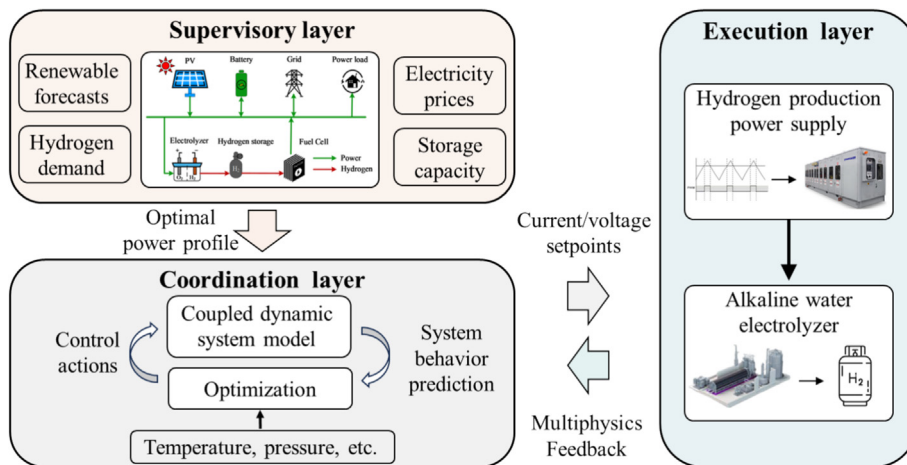 Supervisory layer
Renewable
forecasts
Hydrogen
demand
PV
Battery
Grid
Power load
Electrolyzer
Hydrogen storage
Fuel Cell
Power
Hydrogen
Electricity
prices
Storage
capacity
Optimal
power profile
Coordination layer
Coupled dynamic
system model
Control
actions
System
behavior
prediction
Optimization
Temperature, pressure, etc.
Current/voltage
setpoints
Multiphysics
Feedback
Execution layer
Hydrogen production
power supply
Alkaline water
electrolyzer
H2